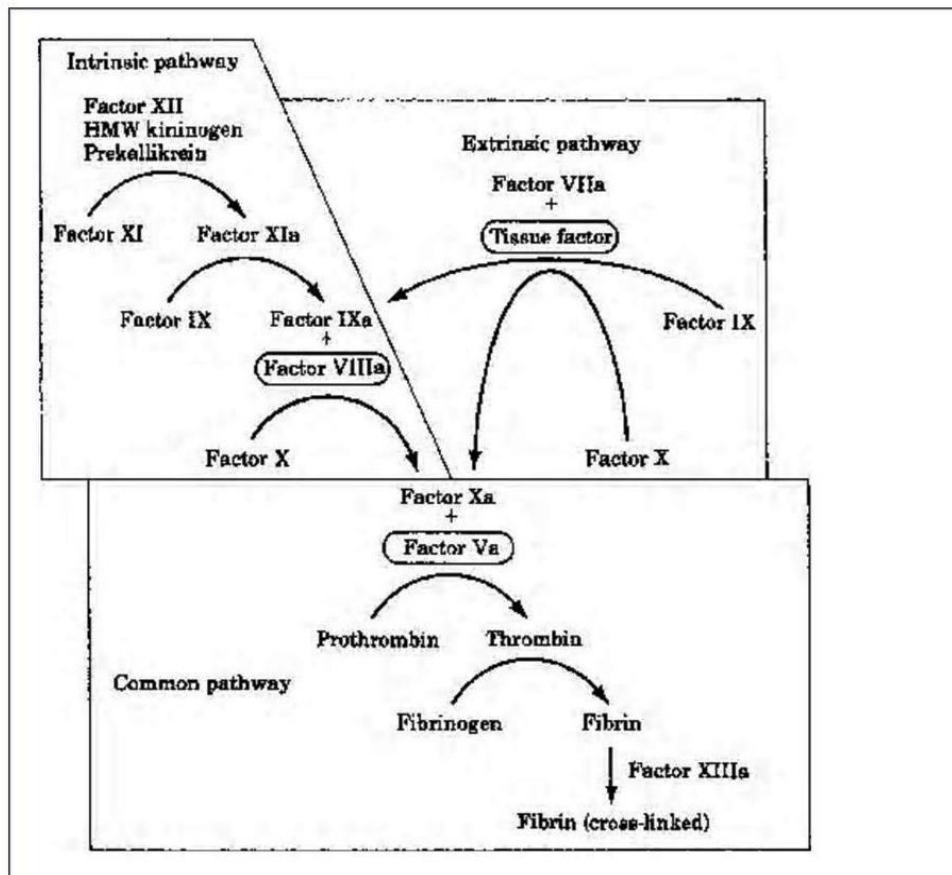 Intrinsic pathway
Factor XII
HMW kininogen
Prekallikrein
Factor XI
Factor XIa
Factor IX
Factor IXa
+
Factor VIIIa
Factor X
Extrinsic pathway
Factor VIIa
+
Tissue factor
Factor IX
Factor X
Factor Xa
+
Factor Va
Prothrombin
Thrombin
Common pathway
Fibrinogen
Fibrin
Factor XIIIa
Fibrin (cross-linked)